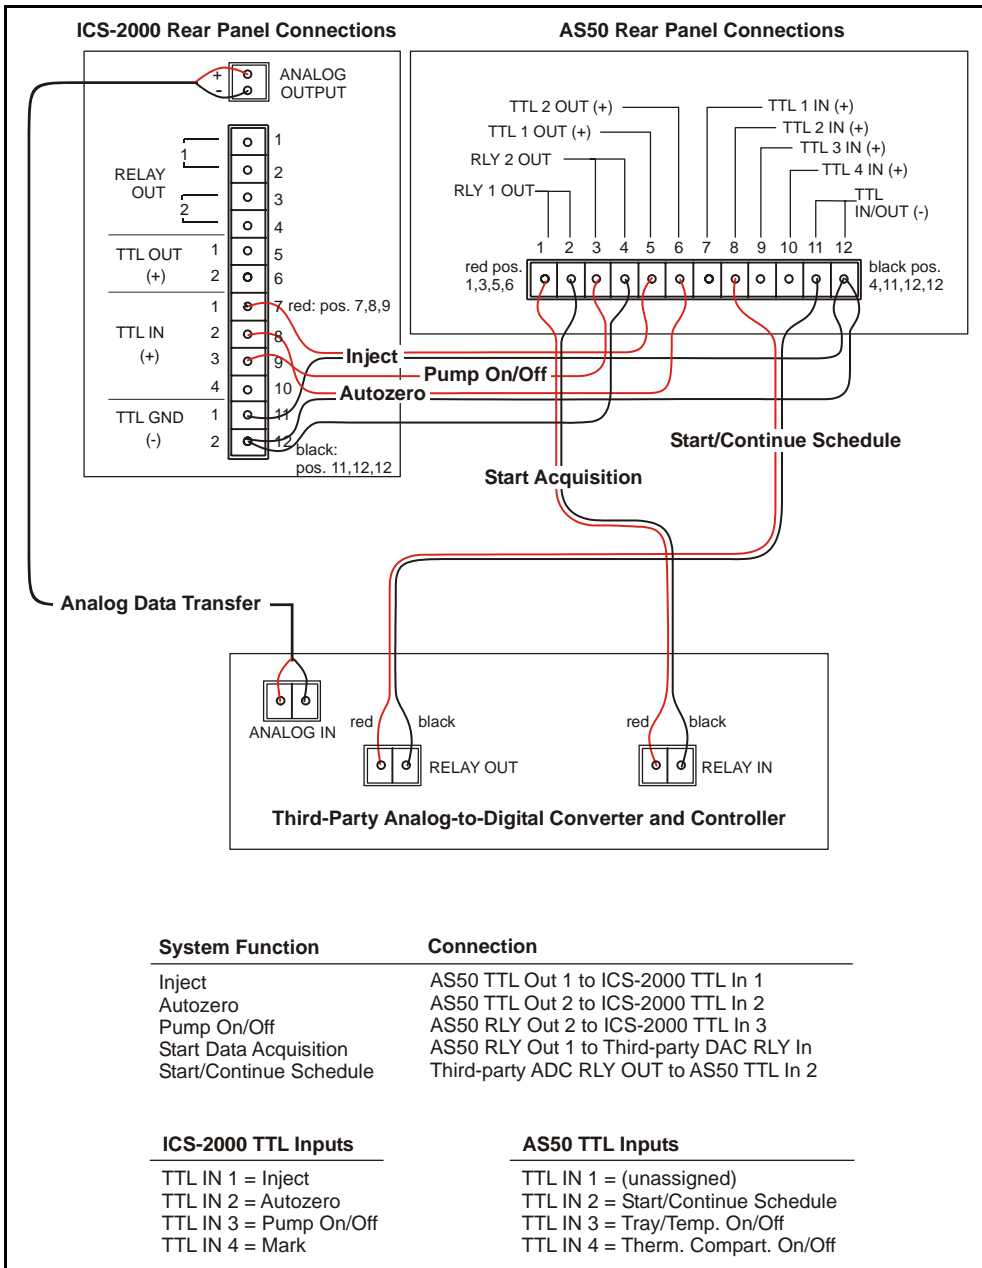 ICS-2000 Rear Panel Connections
AS50 Rear Panel Connections
+
-
ANALOG
OUTPUT
RELAY
OUT
1
2
1
2
3
4
TTL OUT
(+)
1
2
5
6
TTL IN
(+)
1
2
3
4
7 red: pos. 7,8,9
8
9
10
TTL GND
(-)
1
2
11
12
black:
pos. 11,12,12
TTL 2 OUT (+)
TTL 1 OUT (+)
RLY 2 OUT
RLY 1 OUT
TTL 1 IN (+)
TTL 2 IN (+)
TTL 3 IN (+)
TTL 4 IN (+)
TTL
IN/OUT (-)
1 2 3 4 5 6 7 8 9 10 11 12
red pos.
1,3,5,6
black pos.
4,11,12,12
Inject
Pump On/Off
Autozero
Start/Continue Schedule
Start Acquisition
Analog Data Transfer
ANALOG IN
red
black
RELAY OUT
red
black
RELAY IN
Third-Party Analog-to-Digital Converter and Controller
System Function Connection
Inject AS50 TTL Out 1 to ICS-2000 TTL In 1
Autozero AS50 TTL Out 2 to ICS-2000 TTL In 2
Pump On/Off AS50 RLY Out 2 to ICS-2000 TTL In 3
Start Data Acquisition AS50 RLY Out 1 to Third-party DAC RLY In
Start/Continue Schedule Third-party ADC RLY OUT to AS50 TTL In 2
ICS-2000 TTL Inputs
TTL IN 1 = Inject
TTL IN 2 = Autozero
TTL IN 3 = Pump On/Off
TTL IN 4 = Mark
AS50 TTL Inputs
TTL IN 1 = (unassigned)
TTL IN 2 = Start/Continue Schedule
TTL IN 3 = Tray/Temp. On/Off
TTL IN 4 = Therm. Compart. On/Off